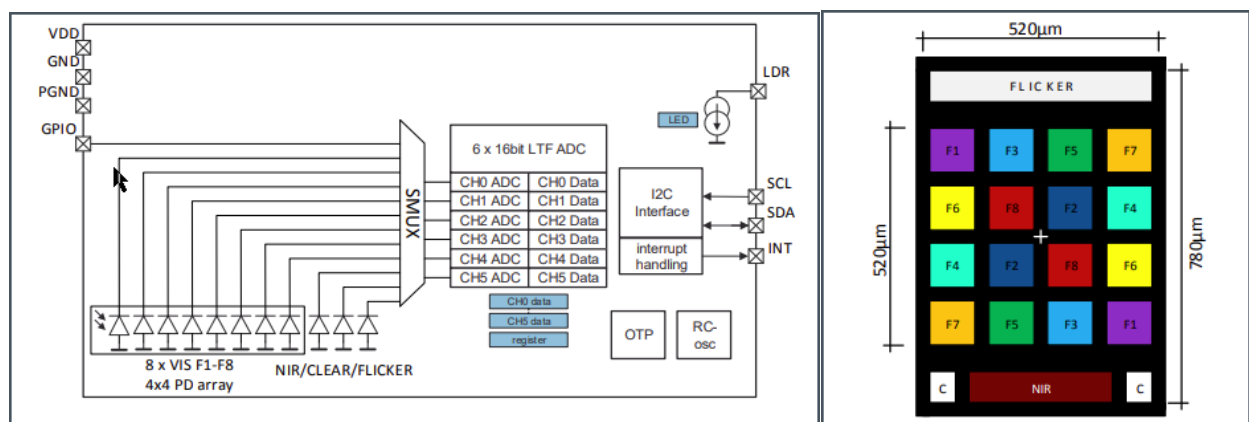 VDD
GND
PGND
GPIO
LDR
LED
6 x 16bit LTF ADC
CH0 ADC CH0 Data
CH1 ADC CH1 Data
CH2 ADC CH2 Data
CH3 ADC CH3 Data
CH4 ADC CH4 Data
CH5 ADC CH5 Data
SMUX
I2C
Interface
interrupt
handling
SCL
SDA
INT
CH0 data
CH5 data
register
OTP
RC-
osc
8 x VIS F1-F8
4x4 PD array
NIR/CLEAR/FLICKER
520µm
FLICKER
F1 F3 F5 F7
F6 F8 F2 F4
F4 F2 F8 F6
F7 F5 F3 F1
C NIR C
520µm
780µm